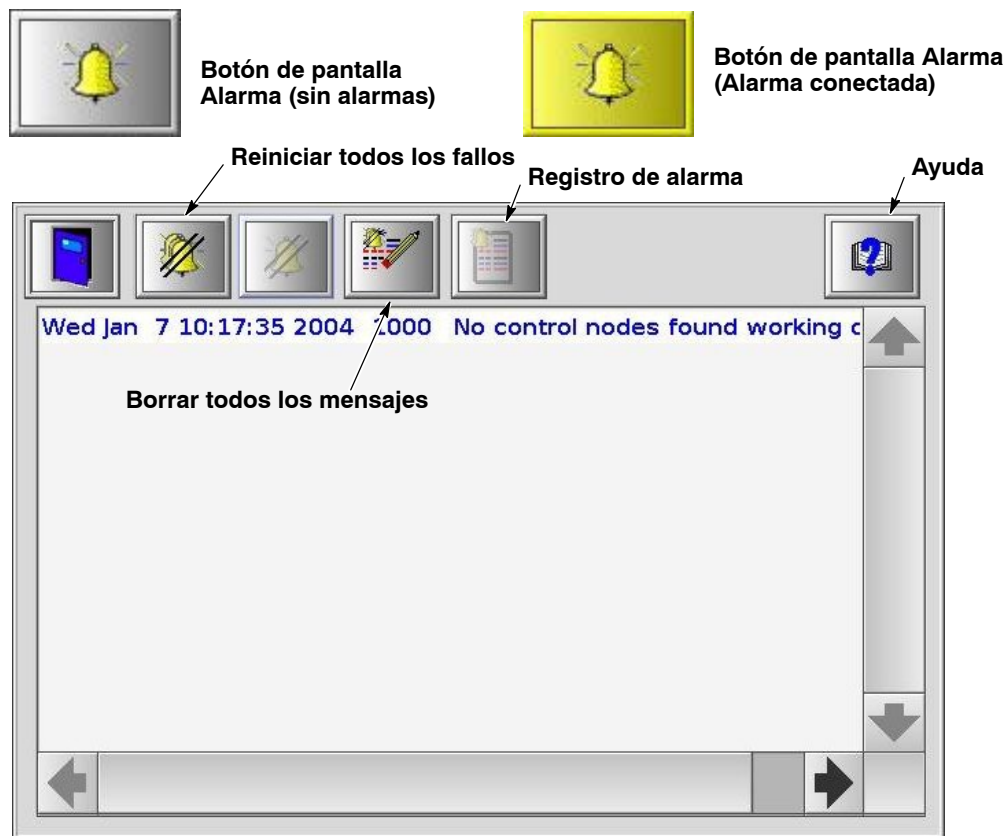 Botón de pantalla
Alarma (sin alarmas)
Botón de pantalla Alarma
(Alarma conectada)
Reiniciar todos los fallos
Registro de alarma
Ayuda
Wed Jan 7 10:17:35 2004 1000 No control nodes found working
Borrar todos los mensajes